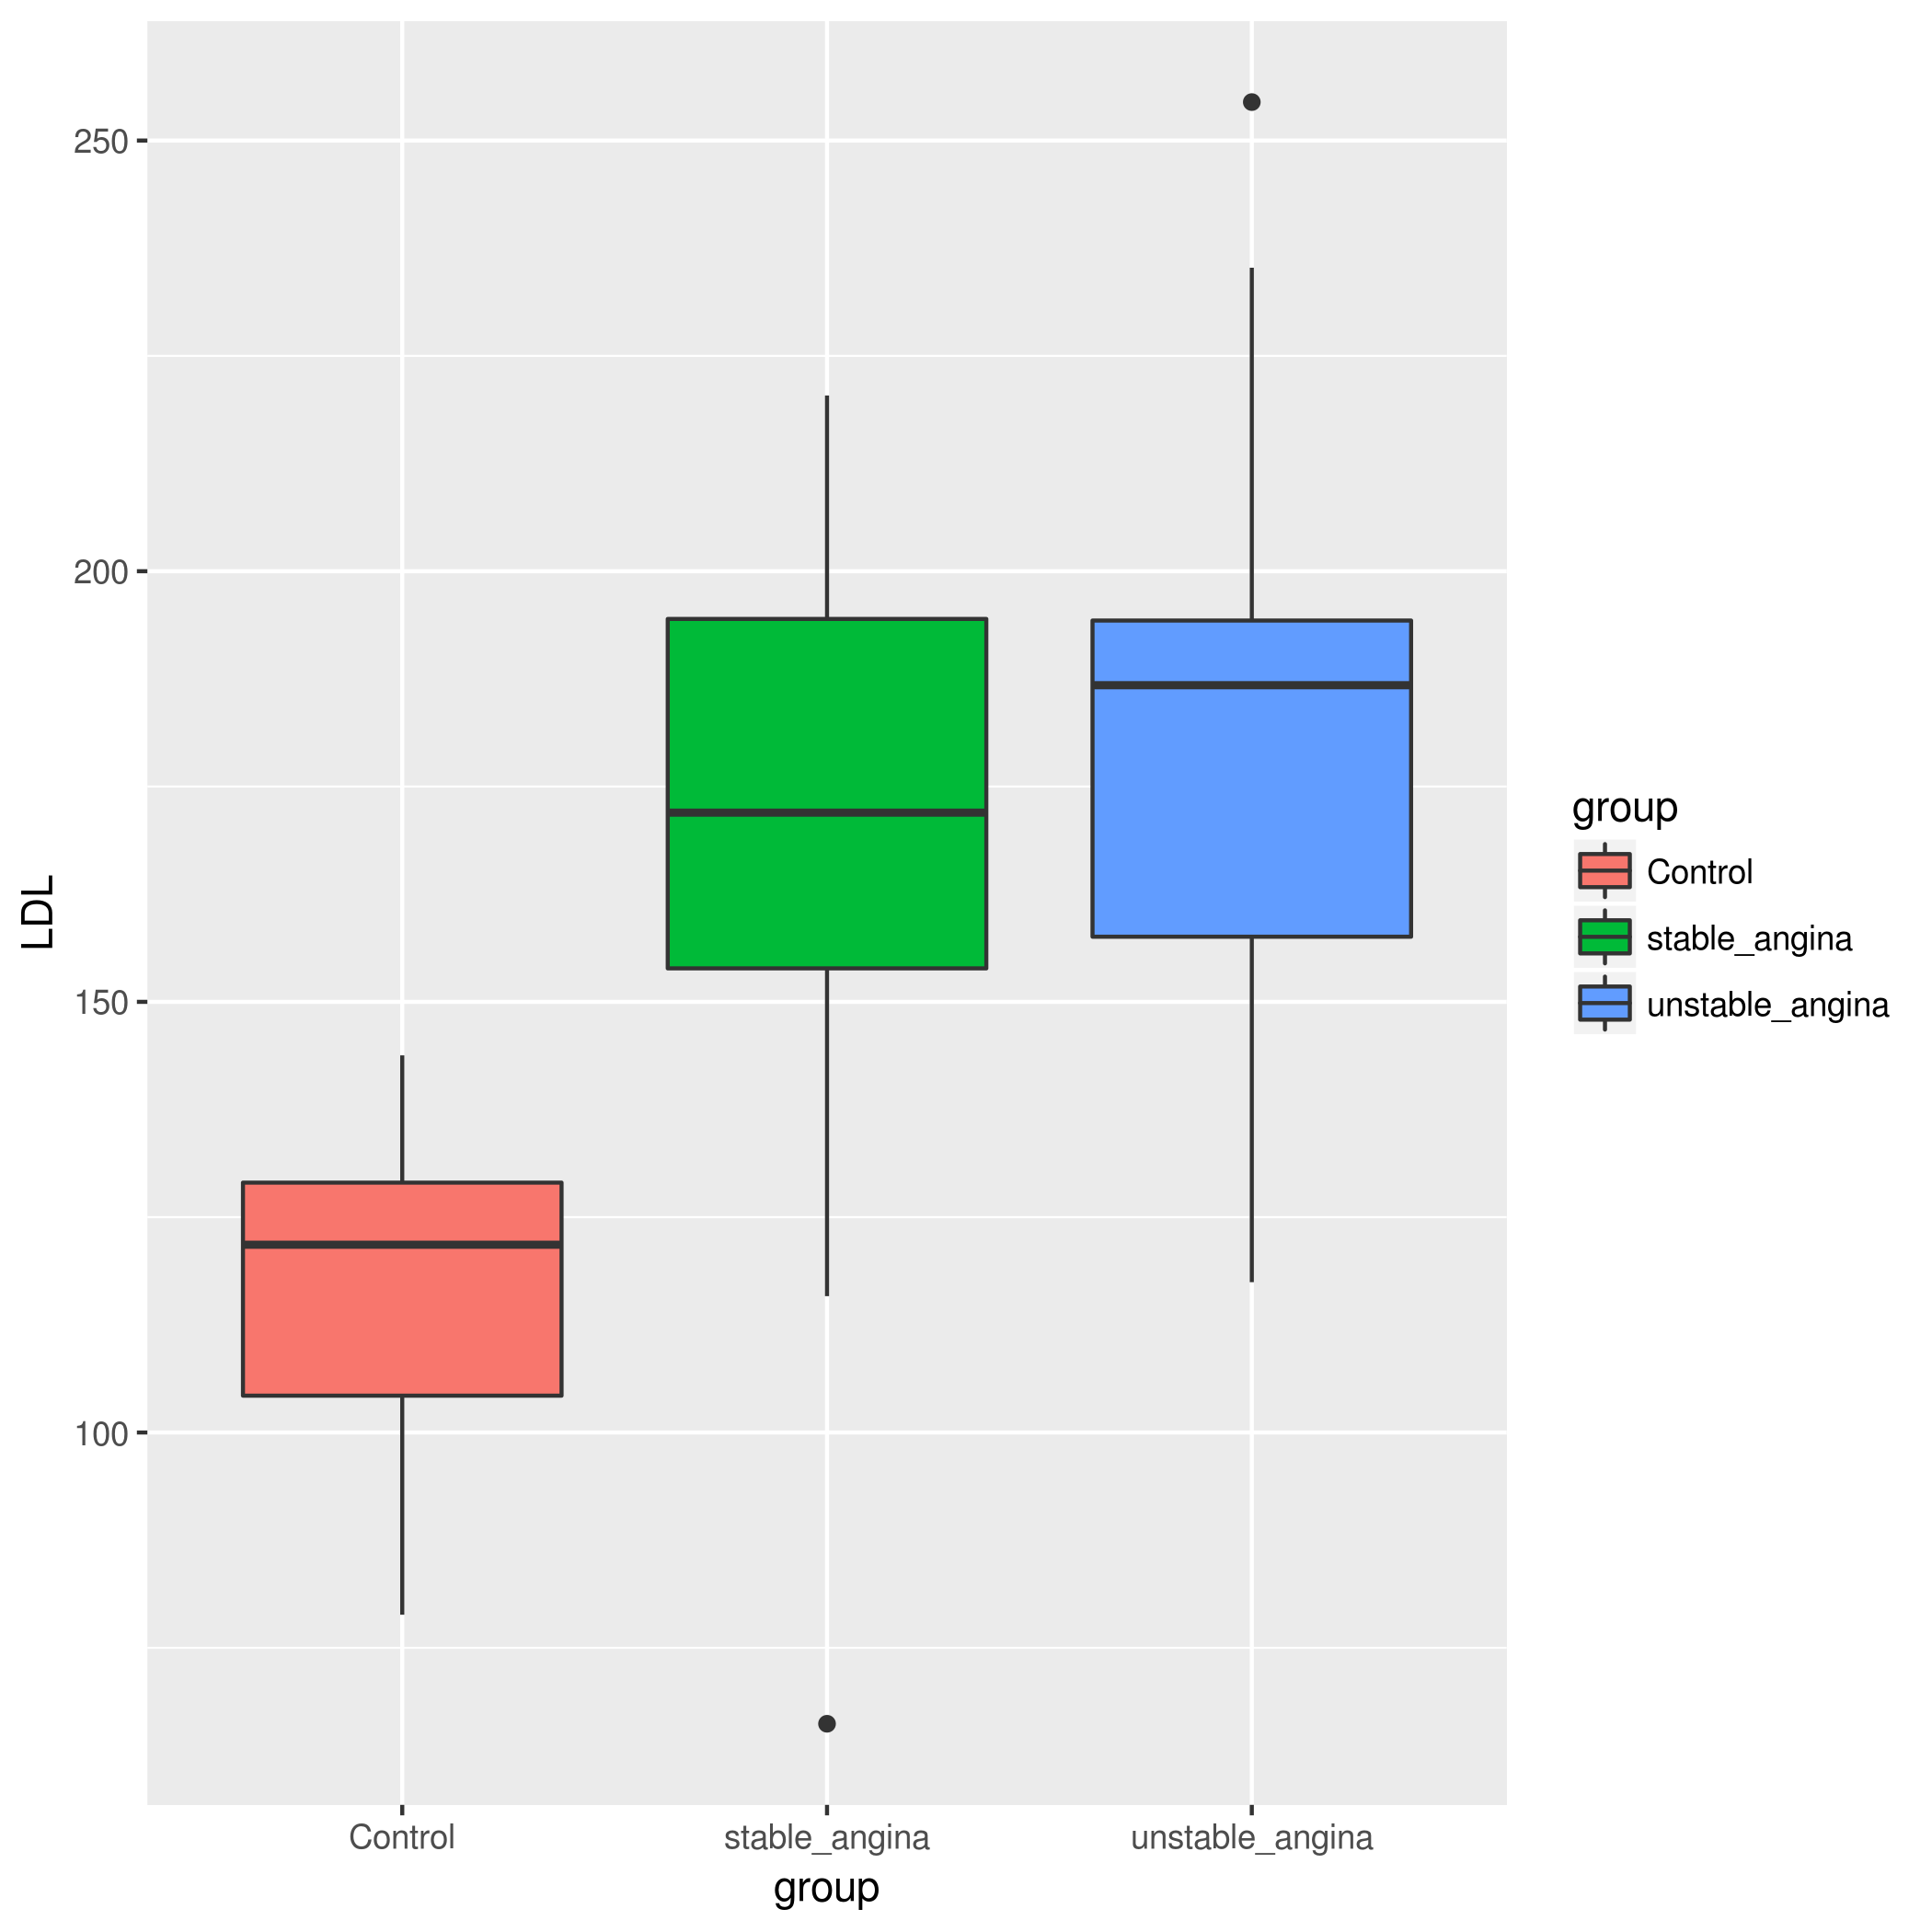 LDL
250
200
150
100
Control
stable_angina
unstable_angina
group
group
Control
stable_angina
unstable_angina